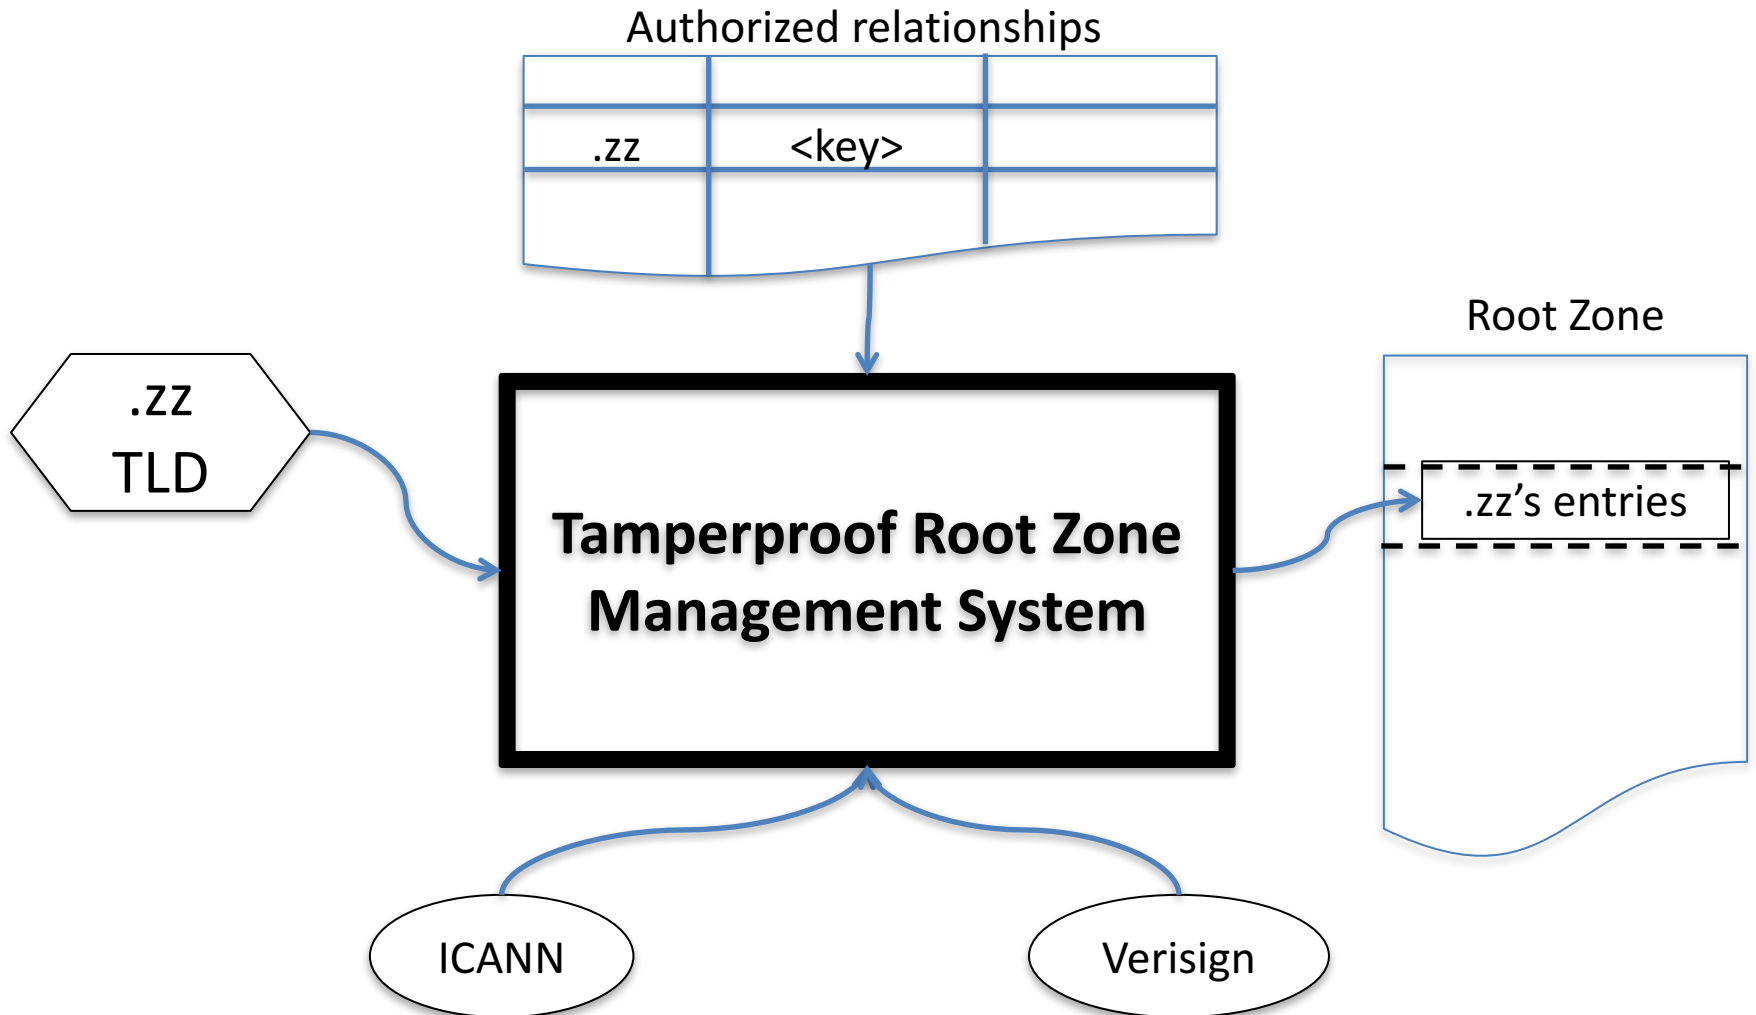 Authorized relationships
.zz <key>
Root Zone
.zz
TLD
.zz’s entries
Tamperproof Root Zone
Management System
ICANN
Verisign